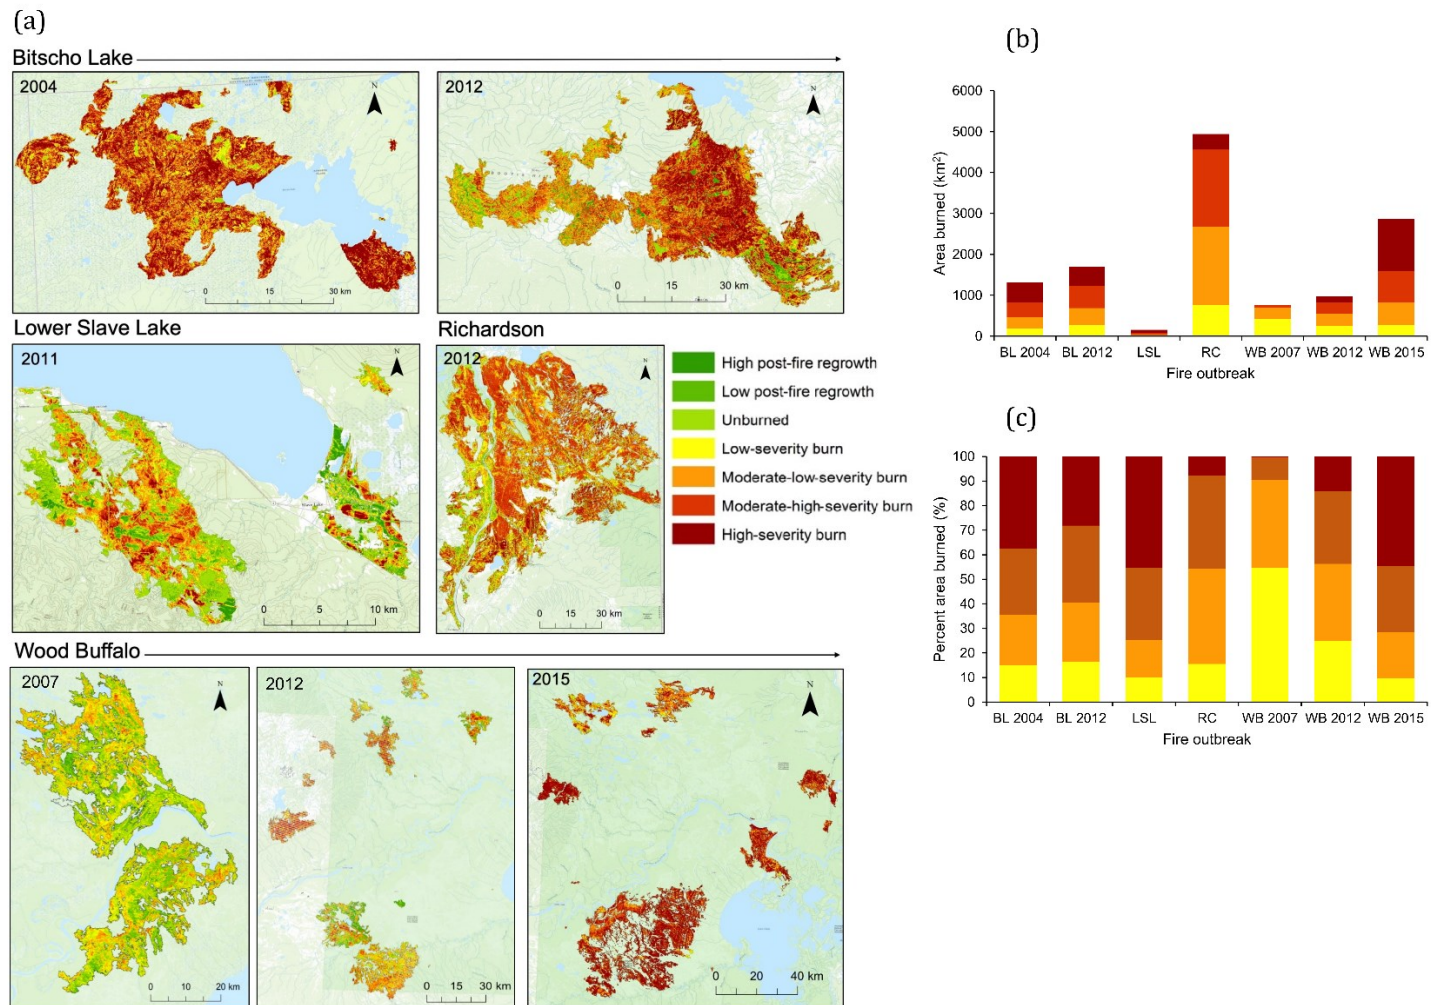 (a)
Bitscho Lake
2004
N
0 15 30 km
2012
N
0 15 30 km
Lower Slave Lake
2011
N
0 5 10 km
Richardson
2012
N
0 15 30 km
High post-fire regrowth
Low post-fire regrowth
Unburned
Low-severity burn
Moderate-low-severity burn
Moderate-high-severity burn
High-severity burn
Wood Buffalo
2007
N
0 10 20 km
2012
N
0 15 30 km
2015
N
0 20 40 km
(b)
Area burned (km²)
6000
5000
4000
3000
2000
1000
0
BL 2004 BL 2012 LSL RC WB 2007 WB 2012 WB 2015
Fire outbreak
(c)
Percent area burned (%)
100
90
80
70
60
50
40
30
20
10
0
BL 2004 BL 2012 LSL RC WB 2007 WB 2012 WB 2015
Fire outbreak